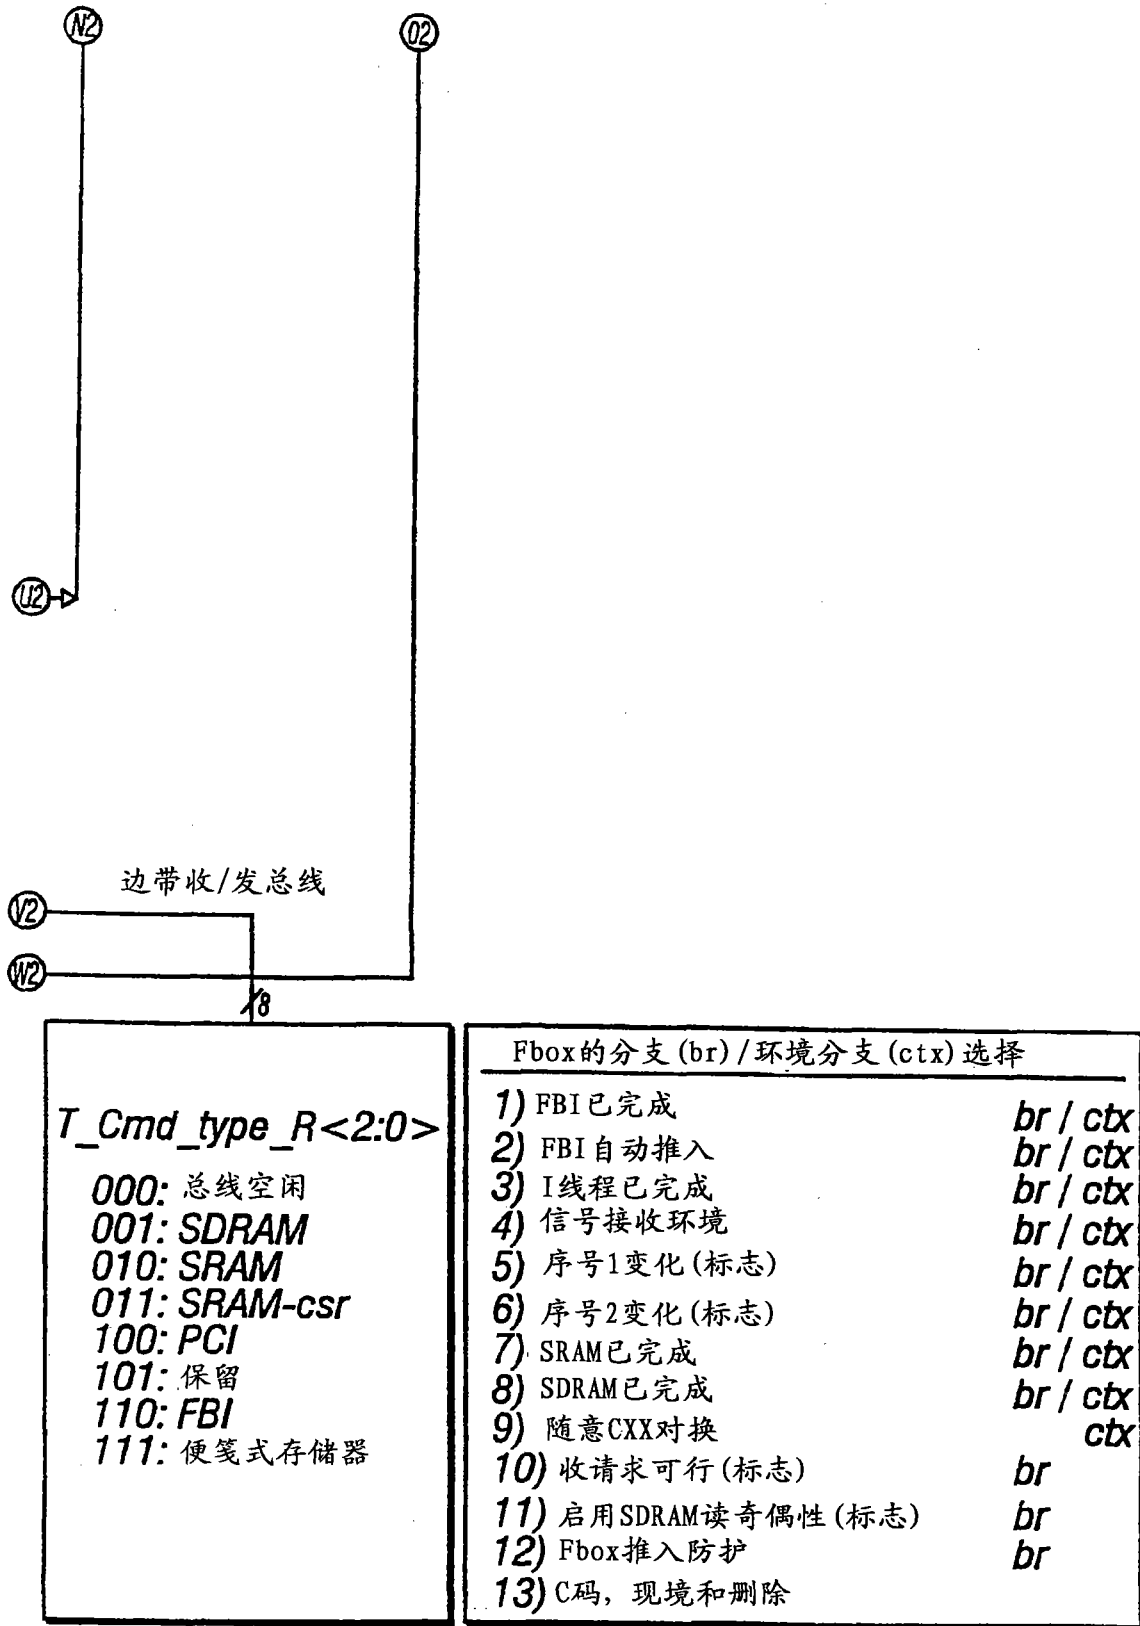 N2
O2
U2
边带收/发总线
V2
W2
8
T_Cmd_type_R<2:0>
000: 总线空闲
001: SDRAM
010: SRAM
011: SRAM-csr
100: PCI
101: 保留
110: FBI
111: 便笺式存储器
Fbox的分支(br)/环境分支(ctx)选择
1) FBI已完成 br / ctx
2) FBI自动推入 br / ctx
3) I线程已完成 br / ctx
4) 信号接收环境 br / ctx
5) 序号1变化(标志) br / ctx
6) 序号2变化(标志) br / ctx
7) SRAM已完成 br / ctx
8) SDRAM已完成 br / ctx
9) 随意CXX对换 ctx
10) 收请求可行(标志) br
11) 启用SDRAM读奇偶性(标志) br
12) Fbox推入防护 br
13) C码, 现境和删除